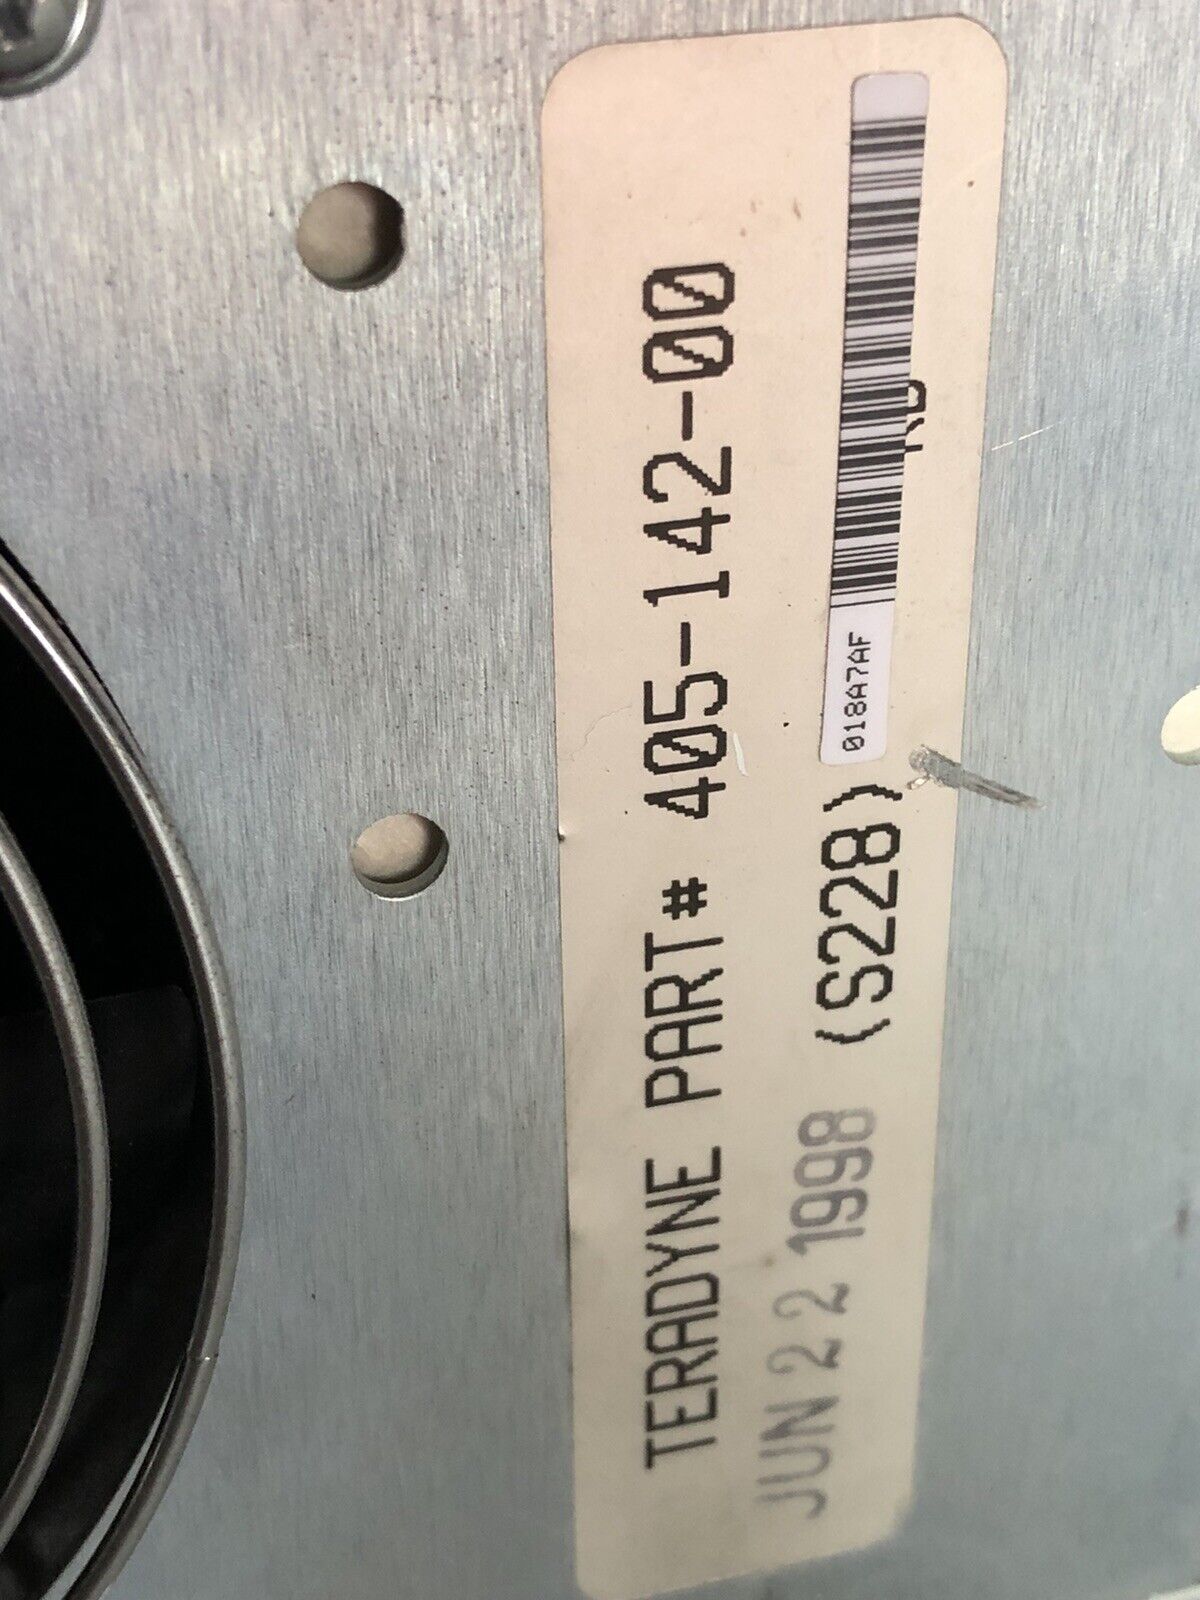 TERADYNE PART# 405-142-00
JUN 22 1998 (S228) 018A7AF